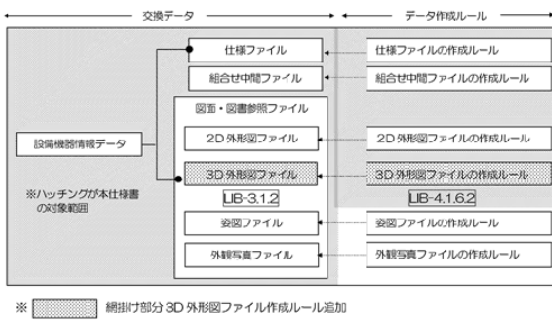 交換データ
データ作成ルール
仕様ファイル
仕様ファイルの作成ルール
組合せ中間ファイル
組合せ中間ファイルの作成ルール
図面・図書参照ファイル
設備機器情報データ
2D外形図ファイル
2D外形図ファイルの作成ルール
3D外形図ファイル
3D外形図ファイルの作成ルール
LIB-3.1.2
LIB-4.1.6.2
※ハッチングが本仕様書
の対象範囲
姿図ファイル
姿図ファイルの作成ルール
外観写真ファイル
外観写真ファイルの作成ルール
※ 網掛け部分3D外形図ファイル作成ルール追加